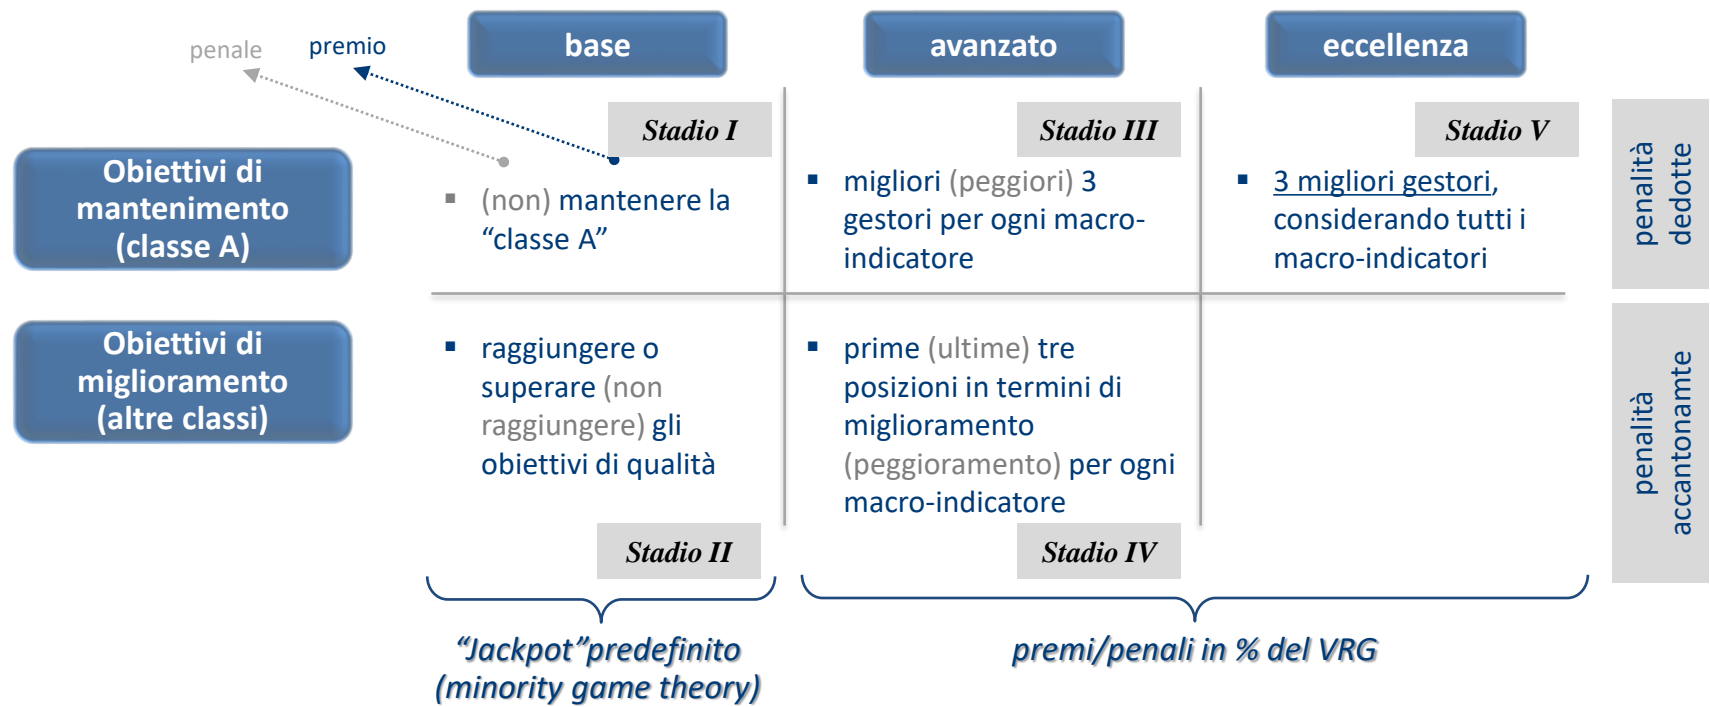 penale
premio
base
avanzato
eccellenza
Stadio I
Stadio III
Stadio V
Obiettivi di
mantenimento
(classe A)
▪ (non) mantenere la
“classe A”
▪ migliori (peggiori) 3
gestori per ogni macro-
indicatore
▪ 3 migliori gestori,
considerando tutti i
macro-indicatori
penalità
dedotte
Obiettivi di
miglioramento
(altre classi)
▪ raggiungere o
superare (non
raggiungere) gli
obiettivi di qualità
▪ prime (ultime) tre
posizioni in termini di
miglioramento
(peggioramento) per ogni
macro-indicatore
penalità
accantonamte
Stadio II
Stadio IV
“Jackpot”predefinito
(minority game theory)
premi/penali in % del VRG